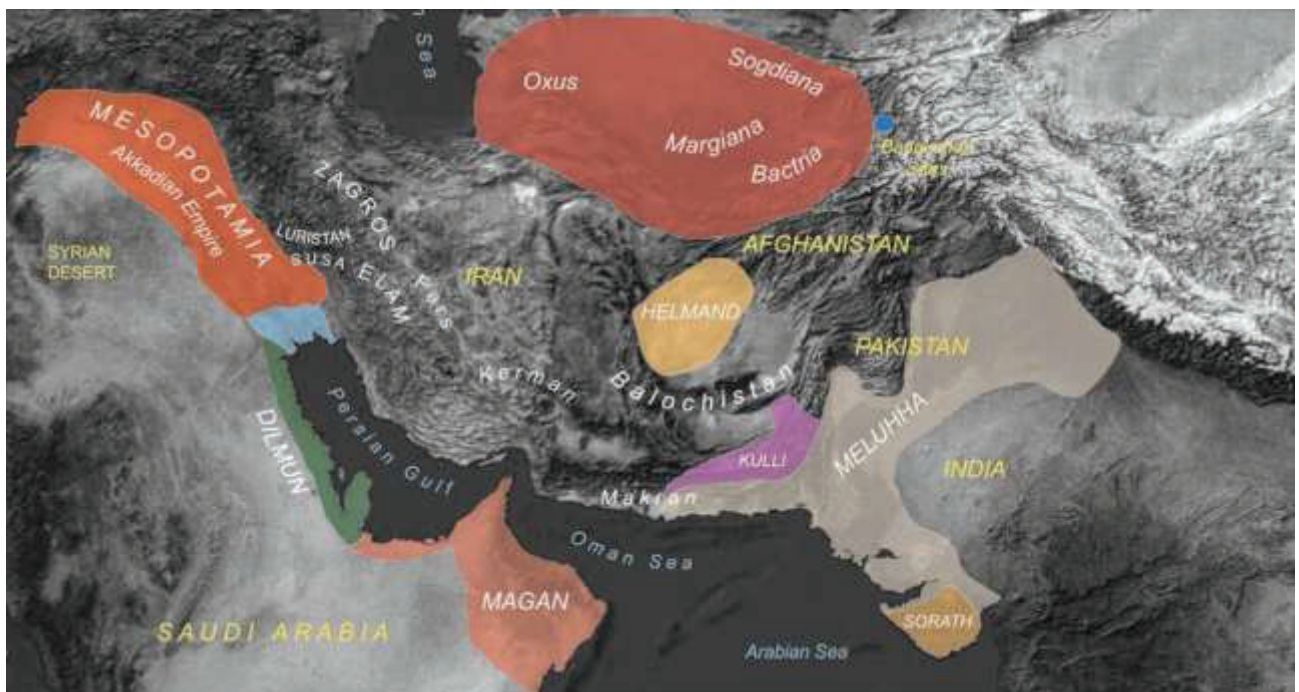 n Sea
Oxus
Sogdiana
Margiana
Bactria
MESOPOTAMIA
Akkadian Empire
ZAGROS
LURISTAN
SUSA
ELAM
Fars
SYRIAN
DESERT
IRAN
AFGHANISTAN
HELMAND
PAKISTAN
Kerman
Balochistan
DILMUN
Persian Gulf
MELUHHA
KULLI
INDIA
Makran
Oman Sea
MAGAN
SORATH
SAUDI ARABIA
Arabian Sea